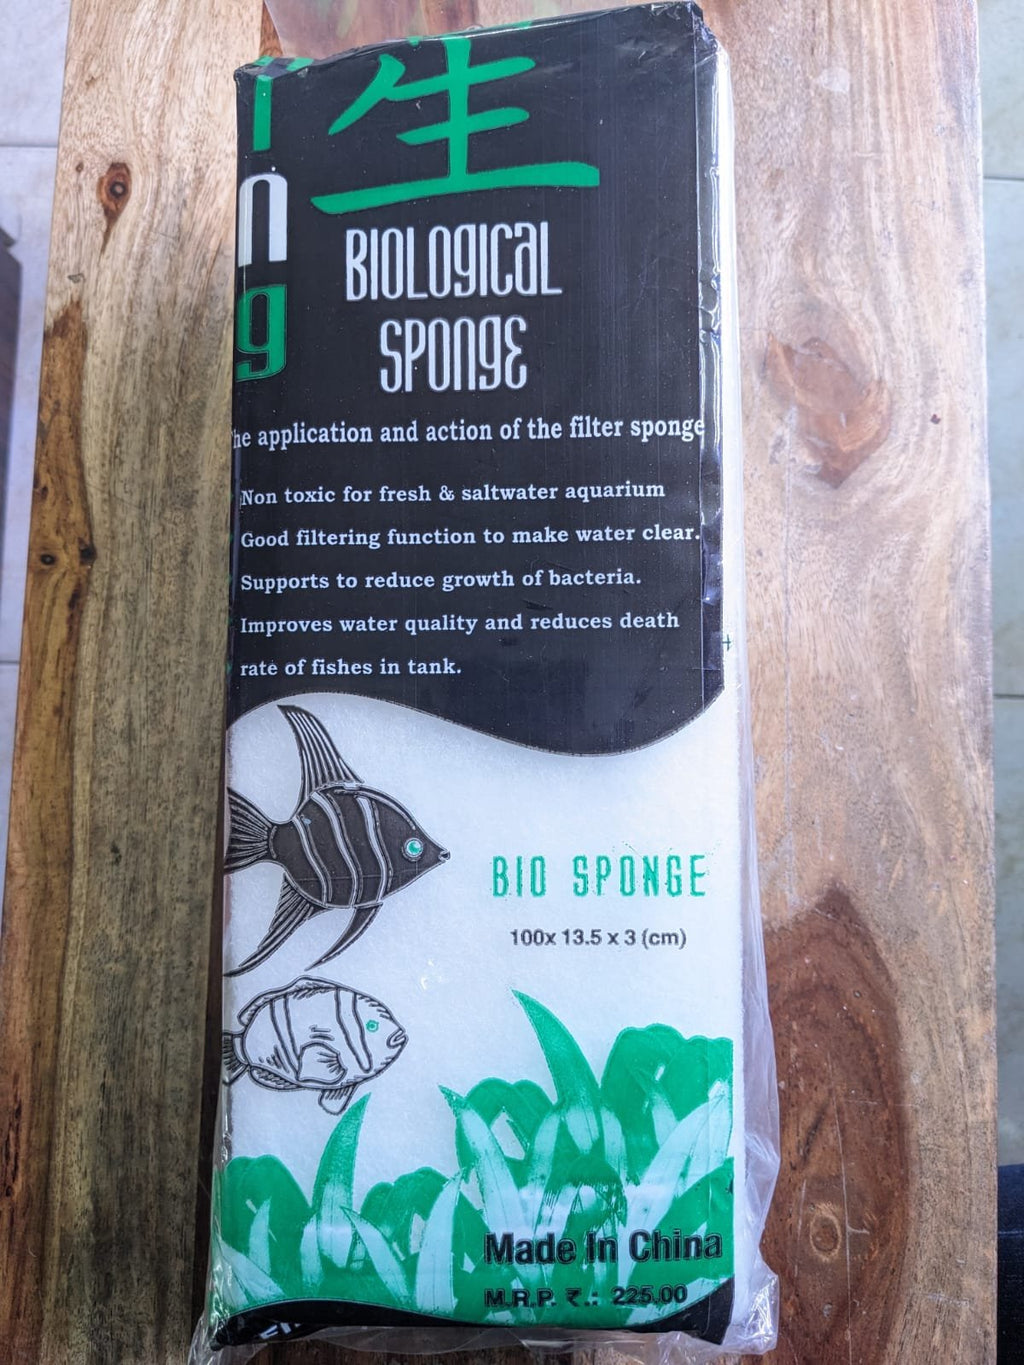 生
ing
BIOLOGICAL
SPONGE
he application and action of the filter sponge
Non toxic for fresh & saltwater aquarium
Good filtering function to make water clear.
Supports to reduce growth of bacteria.
Improves water quality and reduces death
rate of fishes in tank.
BIO SPONGE
100x 13.5 x 3 (cm)
Made In China
M.R.P. ₹.: 225.00